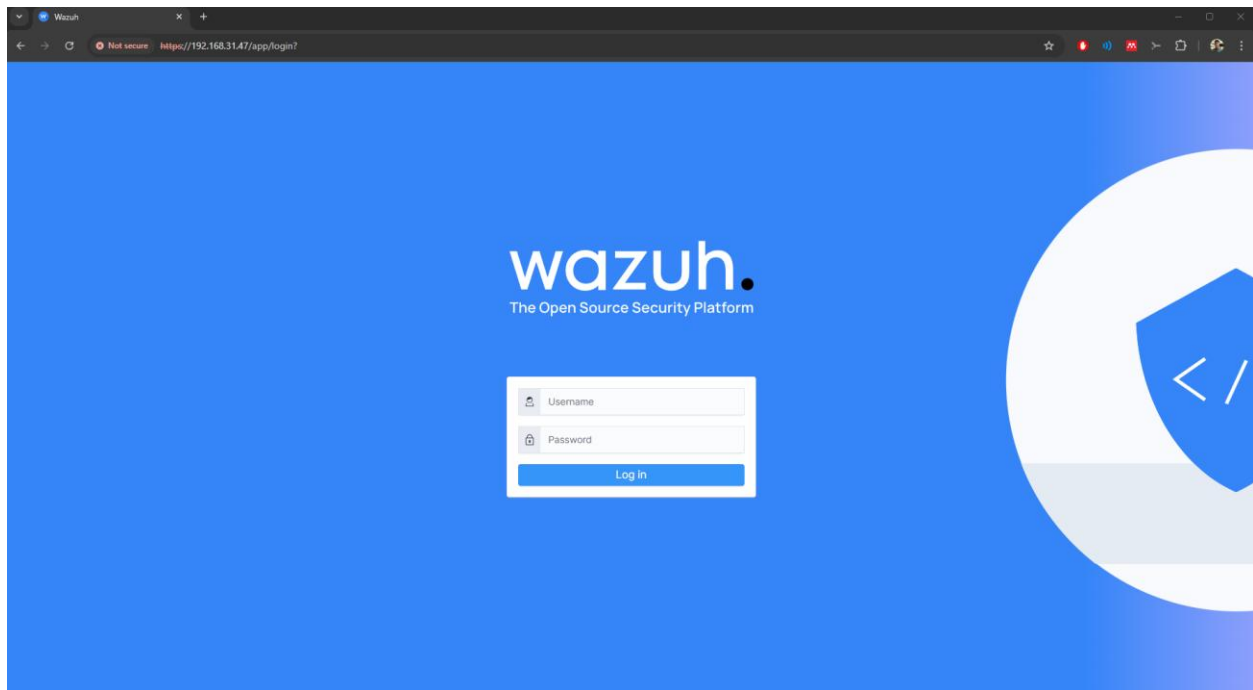 Wazuh
Not secure https://192.168.31.47/app/login?
wazuh.
The Open Source Security Platform
Username
Password
Log in
</ /